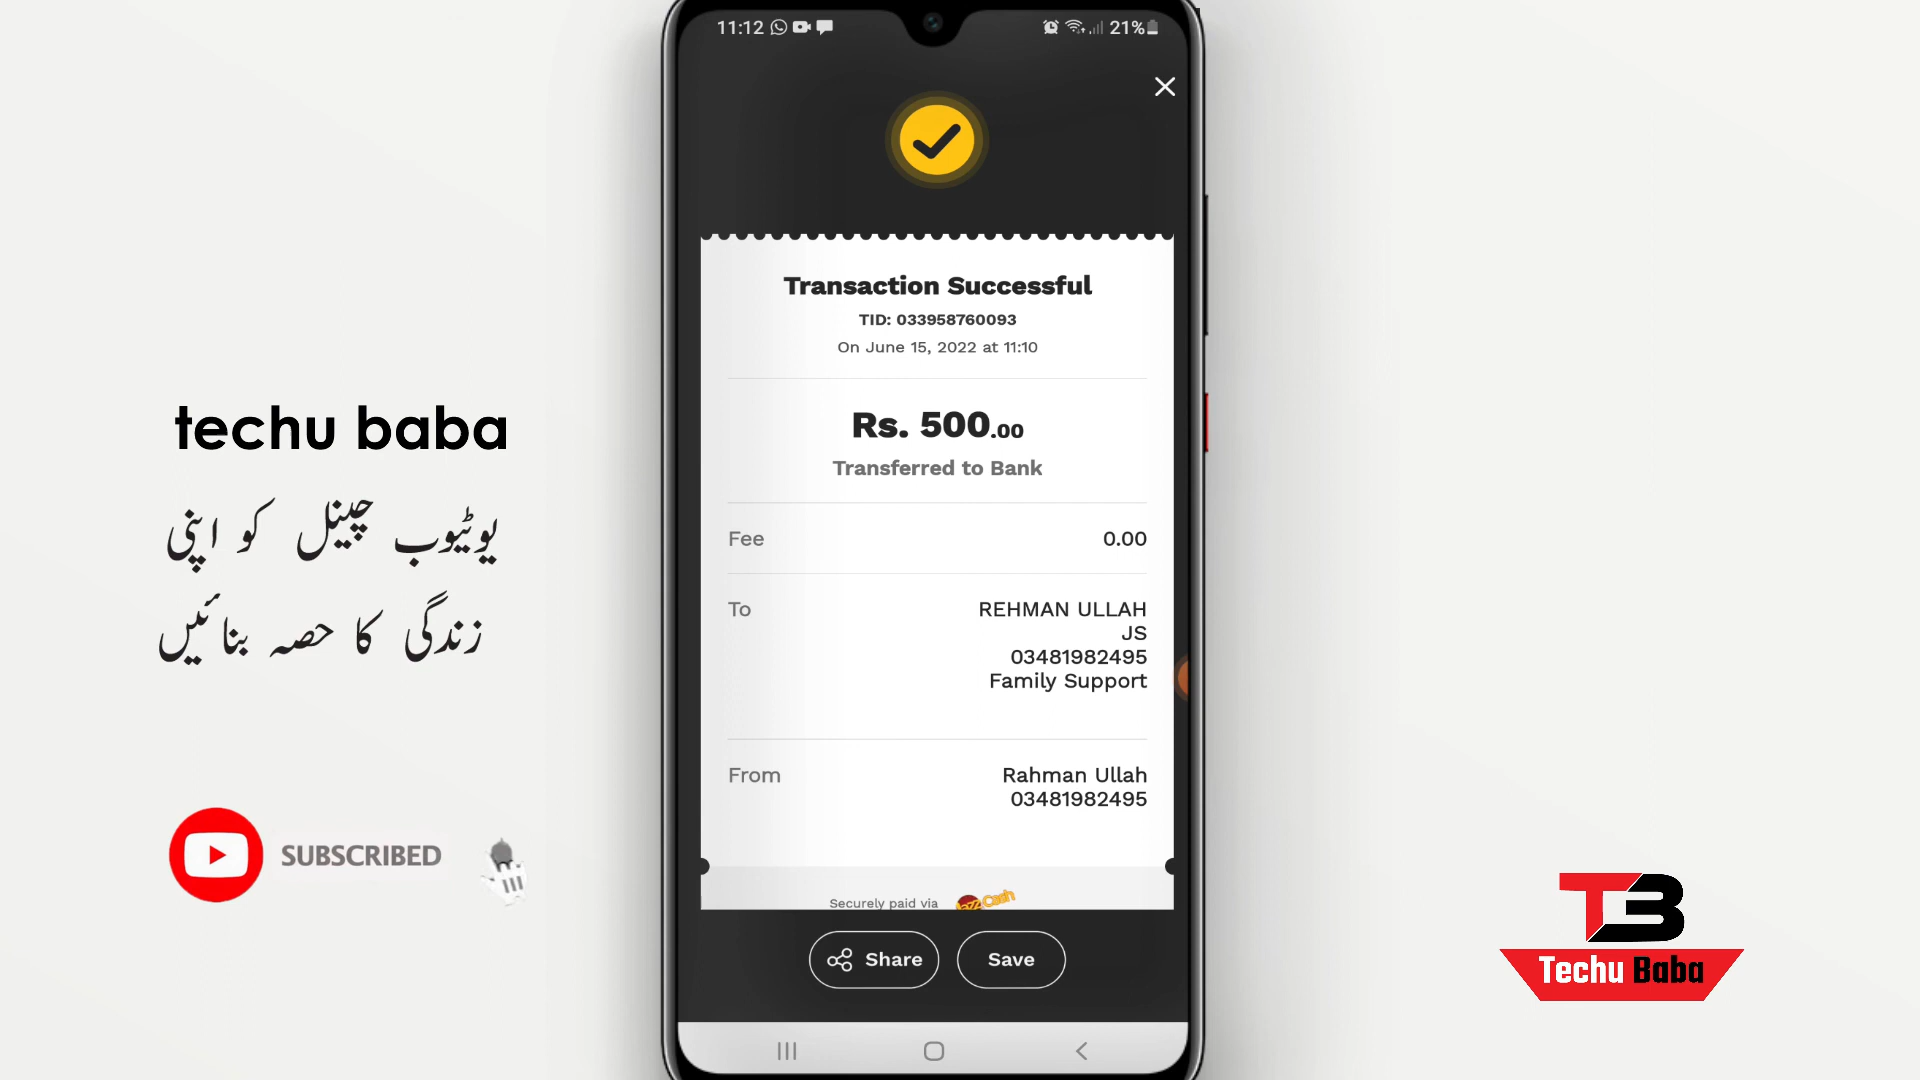 11:12
21%
Transaction Successful
TID: 033958760093
On June 15, 2022 at 11:10
Rs. 500.00
Transferred to Bank
Fee 0.00
To REHMAN ULLAH
JS
03481982495
Family Support
From Rahman Ullah
03481982495
Securely paid via JazzCash
Share Save
techu baba
یوٹیوب چینل کو اپنی
زندگی کا حصہ بنائیں
SUBSCRIBED
TB
Techu Baba